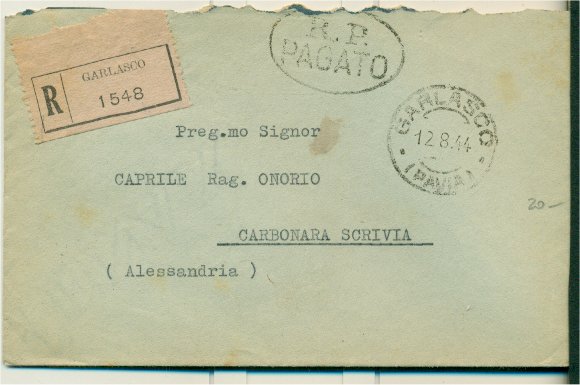 R
GARLASCO
1548
R. P.
PAGATO
GARLASCO
12.8.44
(PAVIA)
Preg.mo Signor
CAPRILE Rag. ONORIO
CARBONARA SCRIVIA
( Alessandria )
20-